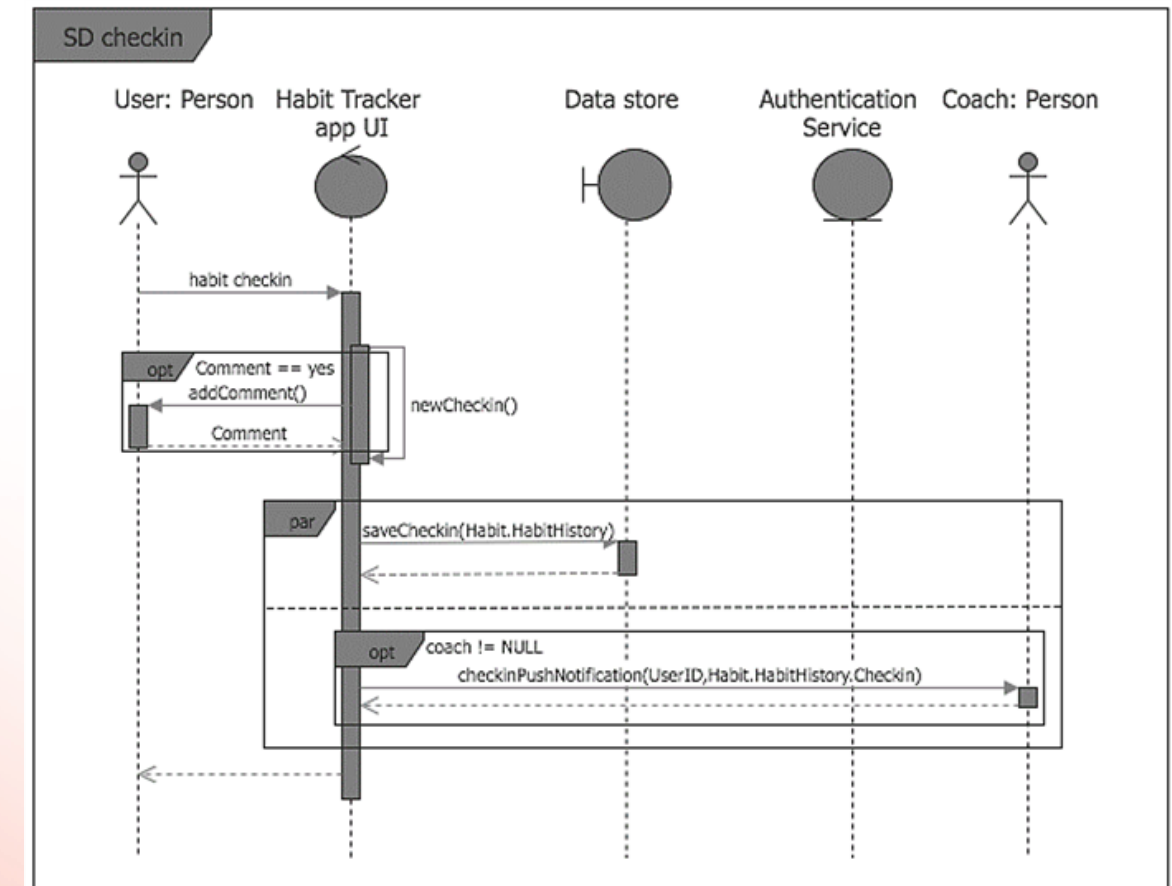 SD checkin
User: Person
Habit Tracker
app UI
Data store
Authentication
Service
Coach: Person
habit checkin
opt
Comment == yes
addComment()
newCheckin()
Comment
par
saveCheckin(Habit.HabitHistory)
opt
coach != NULL
checkinPushNotification(UserID,Habit.HabitHistory.Checkin)